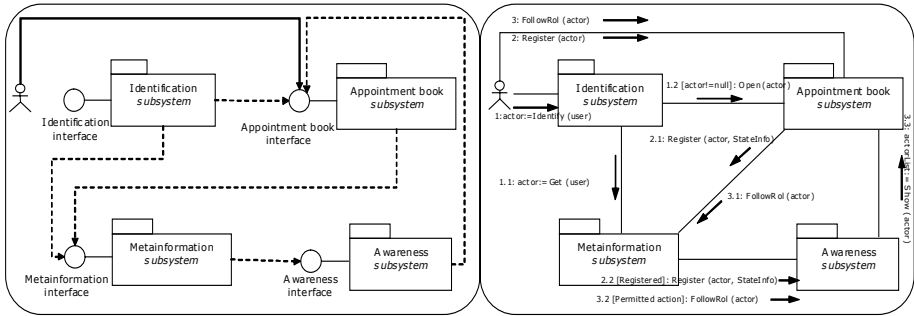 Identification
subsystem
Identification
interface
Appointment book
subsystem
Appointment book
interface
Metainformation
subsystem
Metainformation
interface
Awareness
subsystem
Awareness
interface
3: FollowRol (actor)
2: Register (actor)
Identification
subsystem
1:actor:=Identify (user)
1.2 [actor!=null]: Open (actor)
Appointment book
subsystem
2.1: Register (actor, StateInfo)
1.1: actor:= Get (user)
3.1: FollowRol (actor)
3.3: actorList:= Show (actor)
Metainformation
subsystem
Awareness
subsystem
2.2 [Registered]: Register (actor, StateInfo)
3.2 [Permitted action]: FollowRol (actor)